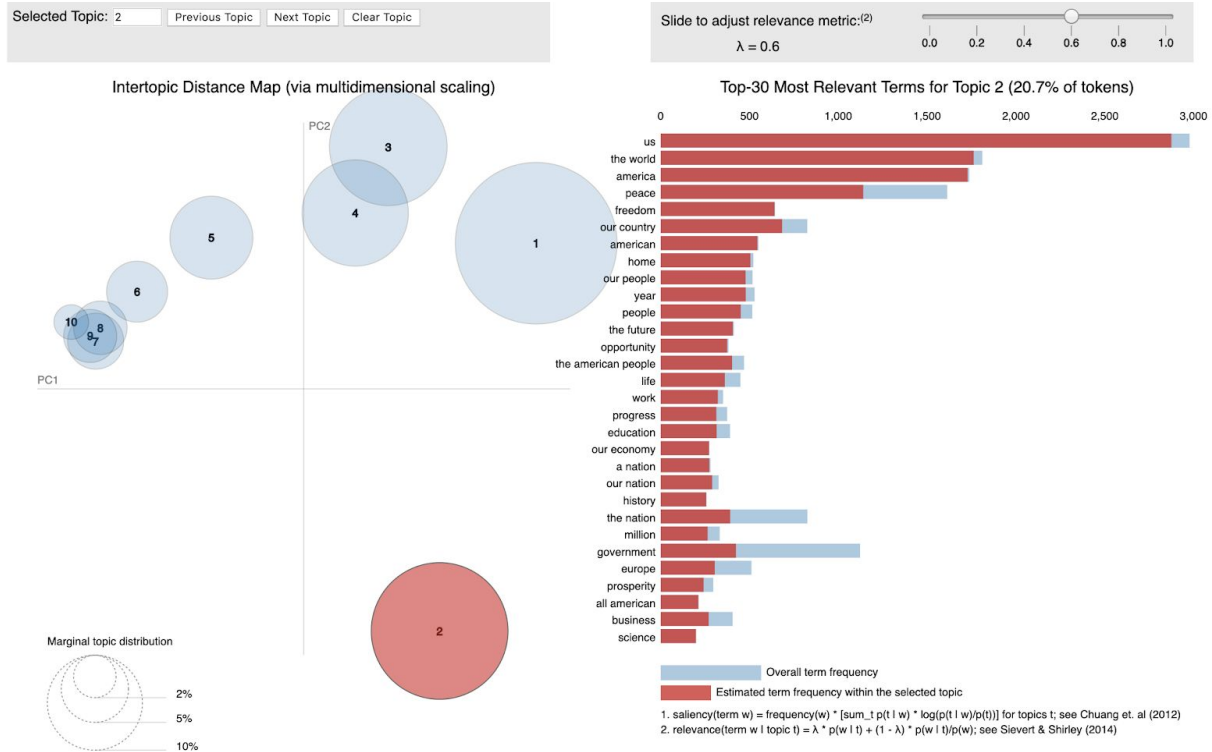 Selected Topic: 2 Previous Topic Next Topic Clear Topic
Slide to adjust relevance metric:(2)
λ = 0.6
0.0 0.2 0.4 0.6 0.8 1.0
Intertopic Distance Map (via multidimensional scaling)
PC2
PC1
3
4
1
5
6
10
8
9
7
2
Marginal topic distribution
2%
5%
10%
Top-30 Most Relevant Terms for Topic 2 (20.7% of tokens)
0 500 1,000 1,500 2,000 2,500 3,000
us
the world
america
peace
freedom
our country
american
home
our people
year
people
the future
opportunity
the american people
life
work
progress
education
our economy
a nation
our nation
history
the nation
million
government
europe
prosperity
all american
business
science
Overall term frequency
Estimated term frequency within the selected topic
1. saliency(term w) = frequency(w) * [sum_t p(t | w) * log(p(t | w)/p(t))] for topics t; see Chuang et. al (2012)
2. relevance(term w | topic t) = λ * p(w | t) + (1 - λ) * p(w | t)/p(w); see Sievert & Shirley (2014)